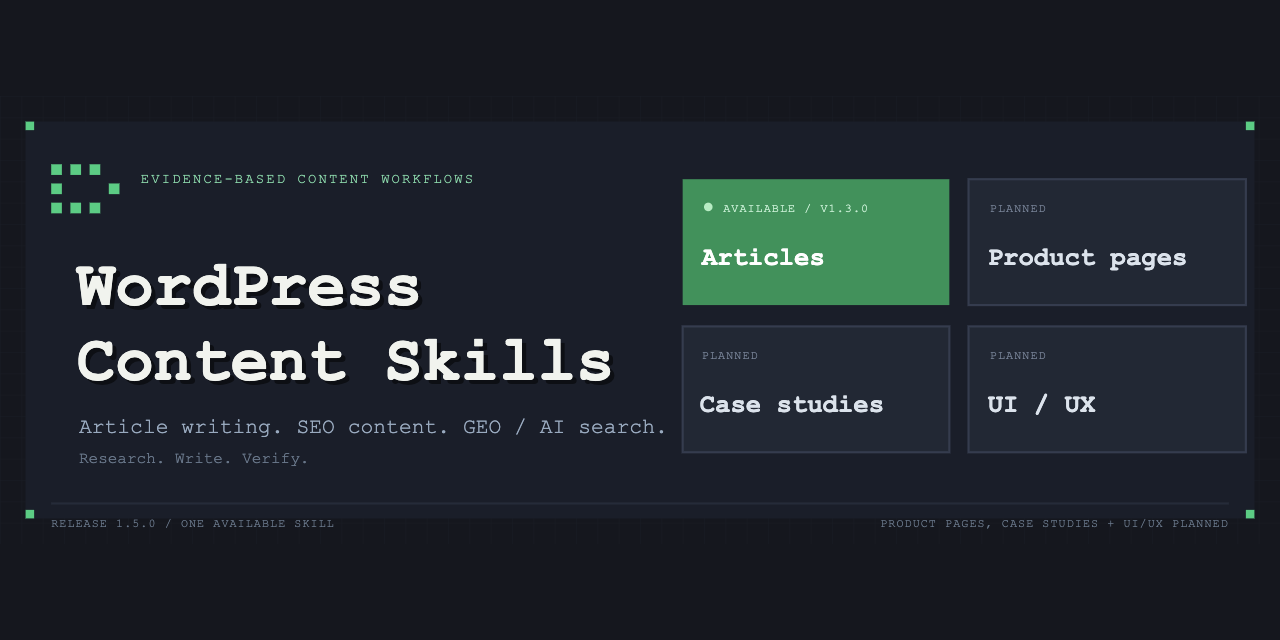 EVIDENCE-BASED CONTENT WORKFLOWS
WordPress
Content Skills
Article writing. SEO content. GEO / AI search.
Research. Write. Verify.
AVAILABLE / V1.3.0
Articles
PLANNED
Product pages
PLANNED
Case studies
PLANNED
UI / UX
RELEASE 1.5.0 / ONE AVAILABLE SKILL
PRODUCT PAGES, CASE STUDIES + UI/UX PLANNED